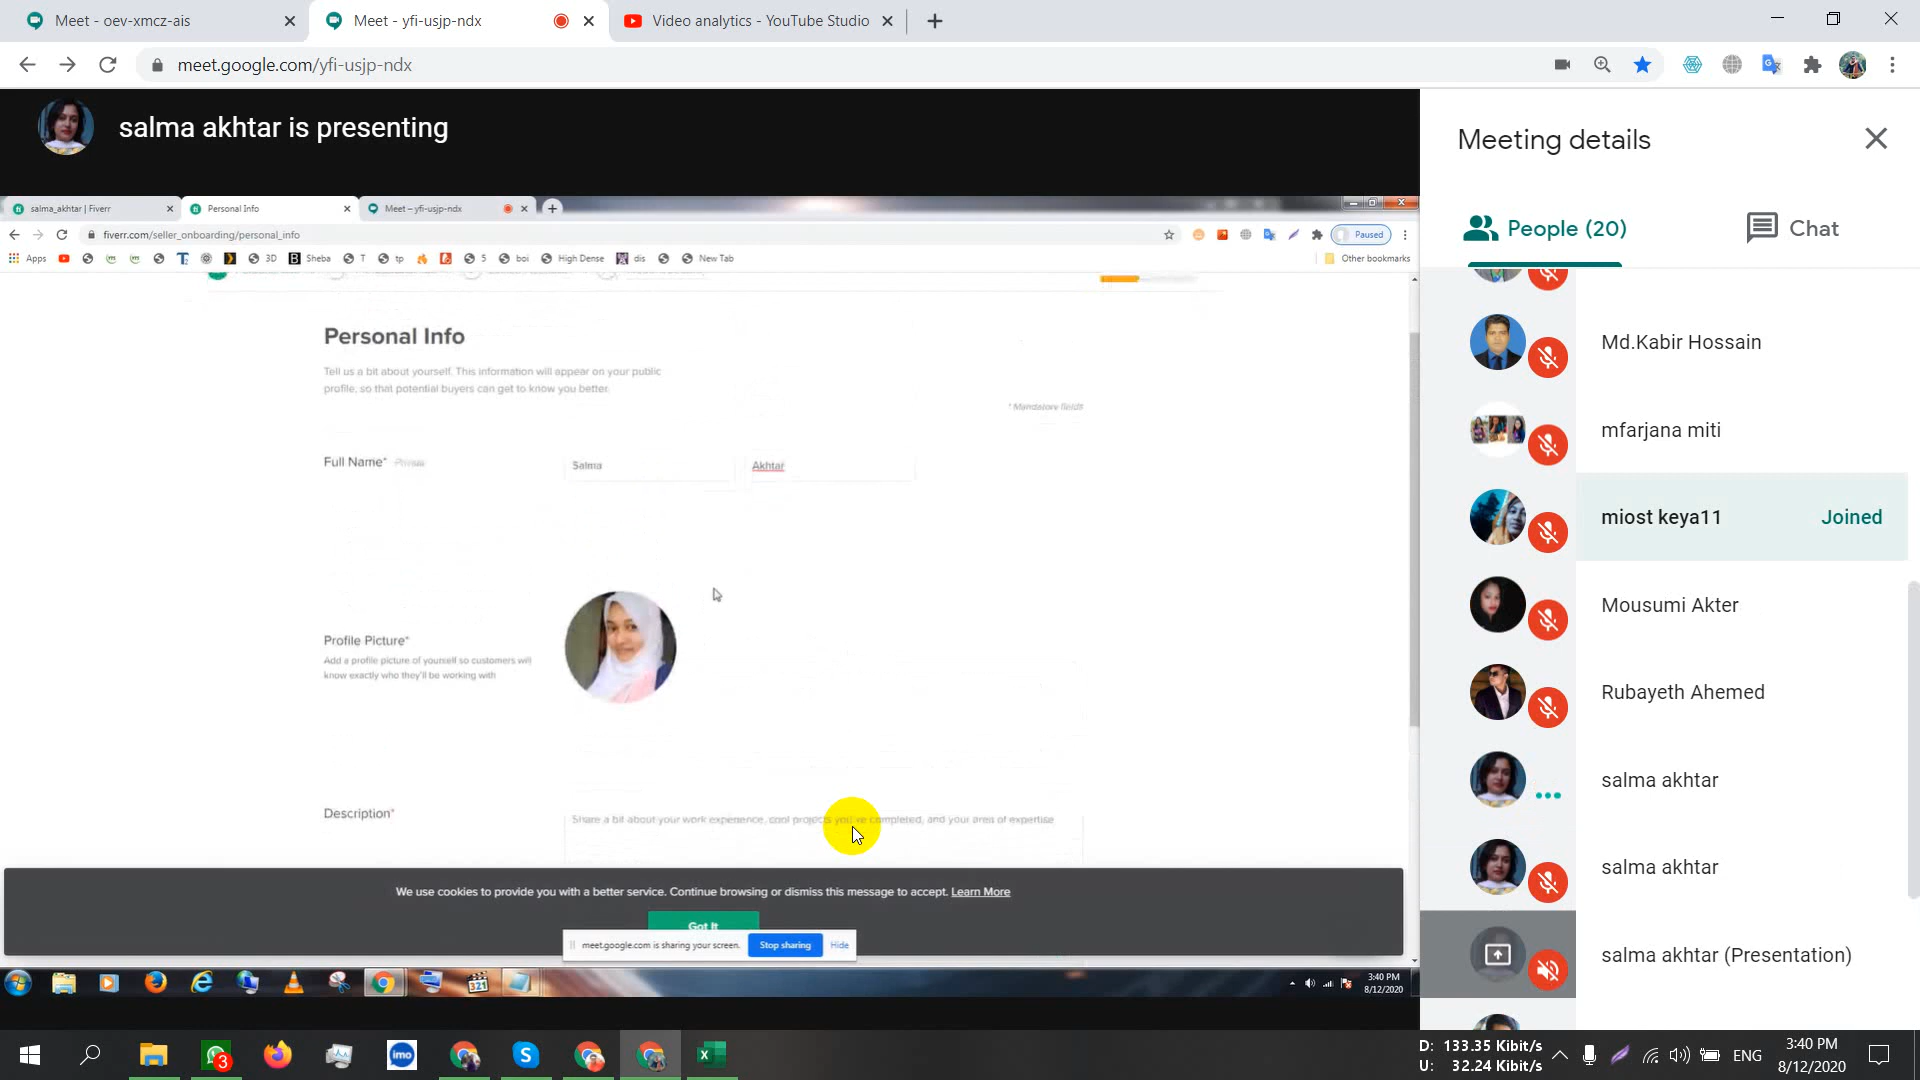 Meet - oev-xmcz-ais
Meet - yfi-usjp-ndx
Video analytics - YouTube Studio
meet.google.com/yfi-usjp-ndx
salma akhtar is presenting
salma_akhtar | Fiverr
Personal Info
Meet – yfi-usjp-ndx
fiverr.com/seller_onboarding/personal_info
Paused
Apps
3D
Sheba
T
tp
5
boi
High Dense
dis
New Tab
Other bookmarks
Personal Info
Tell us a bit about yourself. This information will appear on your public
profile, so that potential buyers can get to know you better.
* Mandatory fields
Full Name* Private
Salma
Akhtar
Profile Picture*
Add a profile picture of yourself so customers will
know exactly who they'll be working with
Description*
Share a bit about your work experience, cool projects you've completed, and your area of expertise
We use cookies to provide you with a better service. Continue browsing or dismiss this message to accept. Learn More
Got It
meet.google.com is sharing your screen.
Stop sharing
Hide
321
3:40 PM
8/12/2020
Meeting details
People (20)
Chat
Md.Kabir Hossain
mfarjana miti
miost keya11
Joined
Mousumi Akter
Rubayeth Ahemed
salma akhtar
salma akhtar
salma akhtar (Presentation)
3
imo
D: 133.35 Kibit/s
U: 32.24 Kibit/s
ENG
3:40 PM
8/12/2020